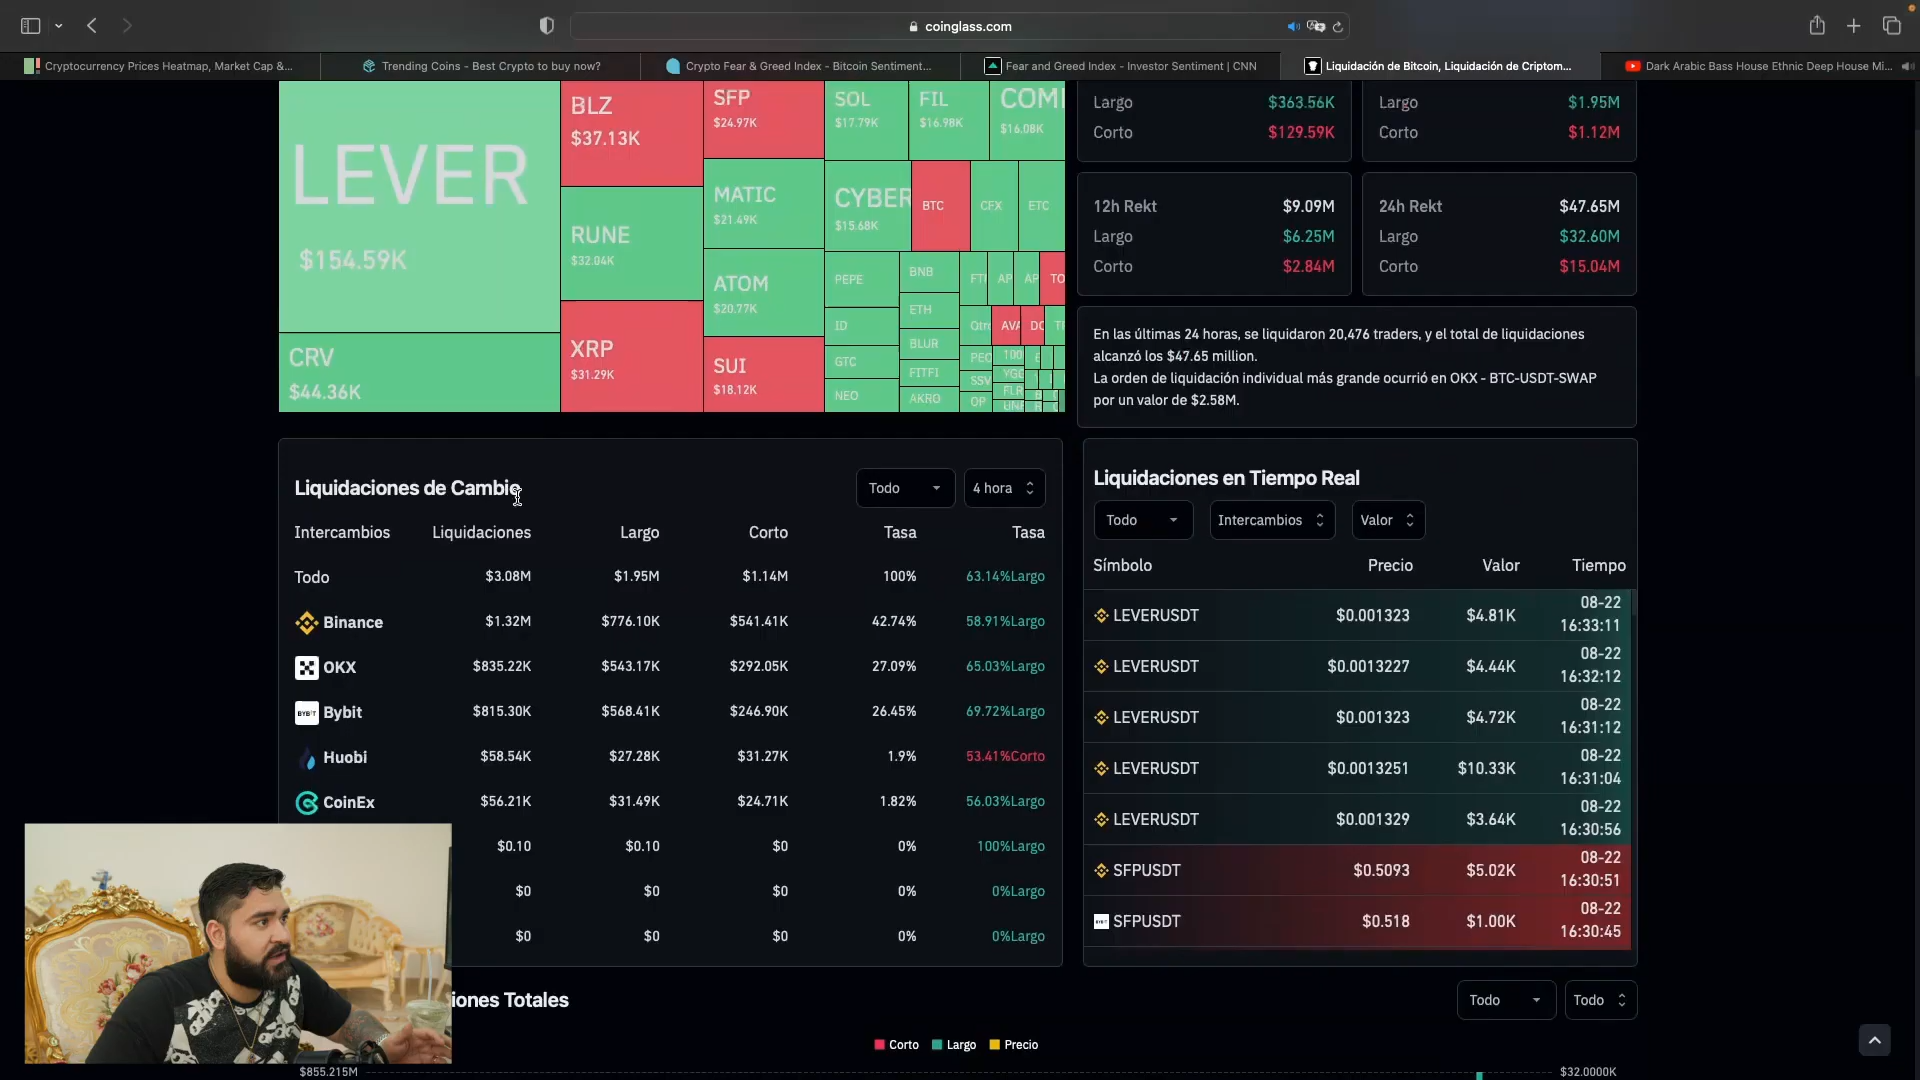 coinglass.com
Cryptocurrency Prices Heatmap, Market Cap &...
Trending Coins - Best Crypto to buy now?
Crypto Fear & Greed Index - Bitcoin Sentiment...
Fear and Greed Index - Investor Sentiment | CNN
Liquidación de Bitcoin, Liquidación de Criptom...
Dark Arabic Bass House Ethnic Deep House Mi...
LEVER
$154.59K
CRV
$44.36K
BLZ
$37.13K
RUNE
$32.04K
XRP
$31.29K
SFP
$24.97K
MATIC
$21.49K
ATOM
$20.77K
SUI
$18.12K
SOL
$17.79K
FIL
$16.98K
COM
$16.08K
CYBER
$15.68K
BTC
CFX
ETC
PEPE
ID
GTC
NEO
BNB
ETH
BLUR
FITFI
AKRO
FTI
AP
AP
TO
Otr
AVA
DO
PEO
100
SSV
YGG
FLR
OP
UNI
Largo $363.56K
Corto $129.59K
Largo $1.95M
Corto $1.12M
12h Rekt $9.09M
Largo $6.25M
Corto $2.84M
24h Rekt $47.65M
Largo $32.60M
Corto $15.04M
En las últimas 24 horas, se liquidaron 20,476 traders, y el total de liquidaciones
alcanzó los $47.65 million.
La orden de liquidación individual más grande ocurrió en OKX - BTC-USDT-SWAP
por un valor de $2.58M.
Liquidaciones de Cambio
Todo
4 hora
Intercambios Liquidaciones Largo Corto Tasa Tasa
Todo $3.08M $1.95M $1.14M 100% 63.14%Largo
Binance $1.32M $776.10K $541.41K 42.74% 58.91%Largo
OKX $835.22K $543.17K $292.05K 27.09% 65.03%Largo
BYBIT Bybit $815.30K $568.41K $246.90K 26.45% 69.72%Largo
Huobi $58.54K $27.28K $31.27K 1.9% 53.41%Corto
CoinEx $56.21K $31.49K $24.71K 1.82% 56.03%Largo
$0.10 $0.10 $0 0% 100%Largo
$0 $0 $0 0% 0%Largo
$0 $0 $0 0% 0%Largo
Liquidaciones en Tiempo Real
Todo
Intercambios
Valor
Símbolo Precio Valor Tiempo
LEVERUSDT $0.001323 $4.81K 08-22
16:33:11
LEVERUSDT $0.0013227 $4.44K 08-22
16:32:12
LEVERUSDT $0.001323 $4.72K 08-22
16:31:12
LEVERUSDT $0.0013251 $10.33K 08-22
16:31:04
LEVERUSDT $0.001329 $3.64K 08-22
16:30:56
SFPUSDT $0.5093 $5.02K 08-22
16:30:51
SFPUSDT $0.518 $1.00K 08-22
16:30:45
iones Totales
Todo
Todo
Corto Largo Precio
$855.215M
$32.0000K